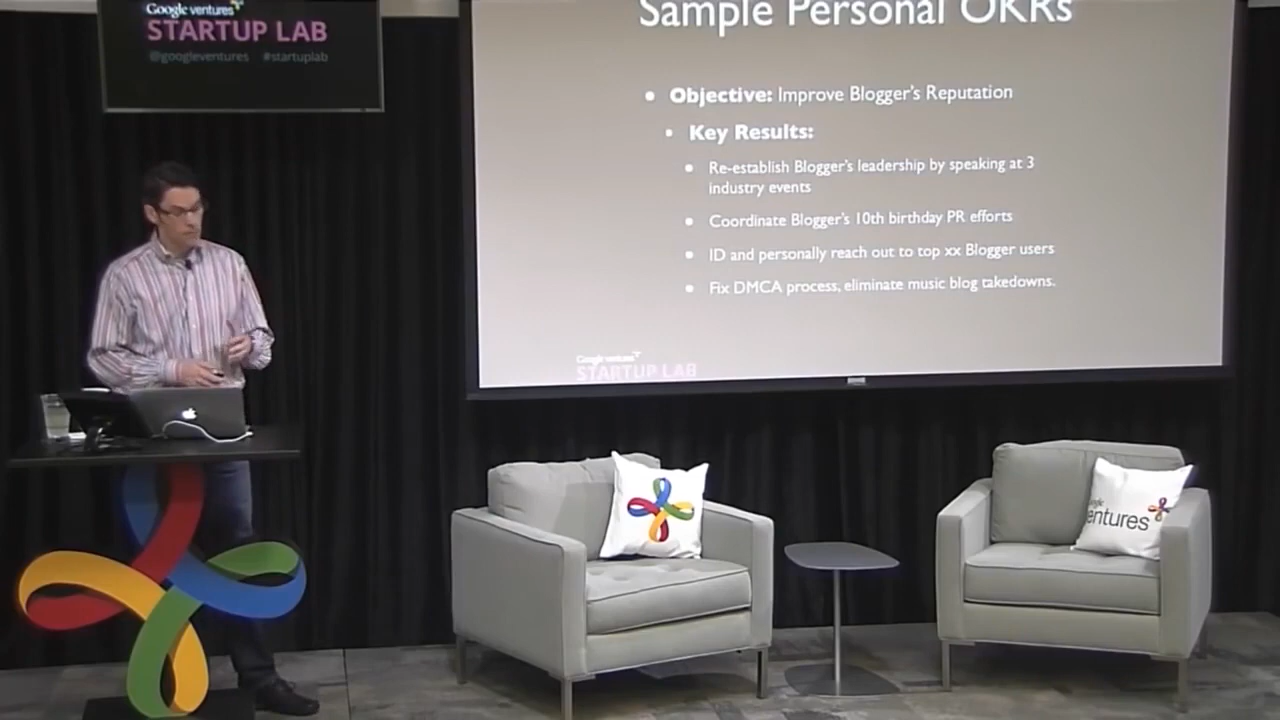 Google ventures
STARTUP LAB
@googleventures #startuplab
Sample Personal OKRs
Objective: Improve Blogger's Reputation
Key Results:
Re-establish Blogger's leadership by speaking at 3
industry events
Coordinate Blogger's 10th birthday PR efforts
ID and personally reach out to top xx Blogger users
Fix DMCA process, eliminate music blog takedowns.
Google ventures
STARTUP LAB
ogle
entures